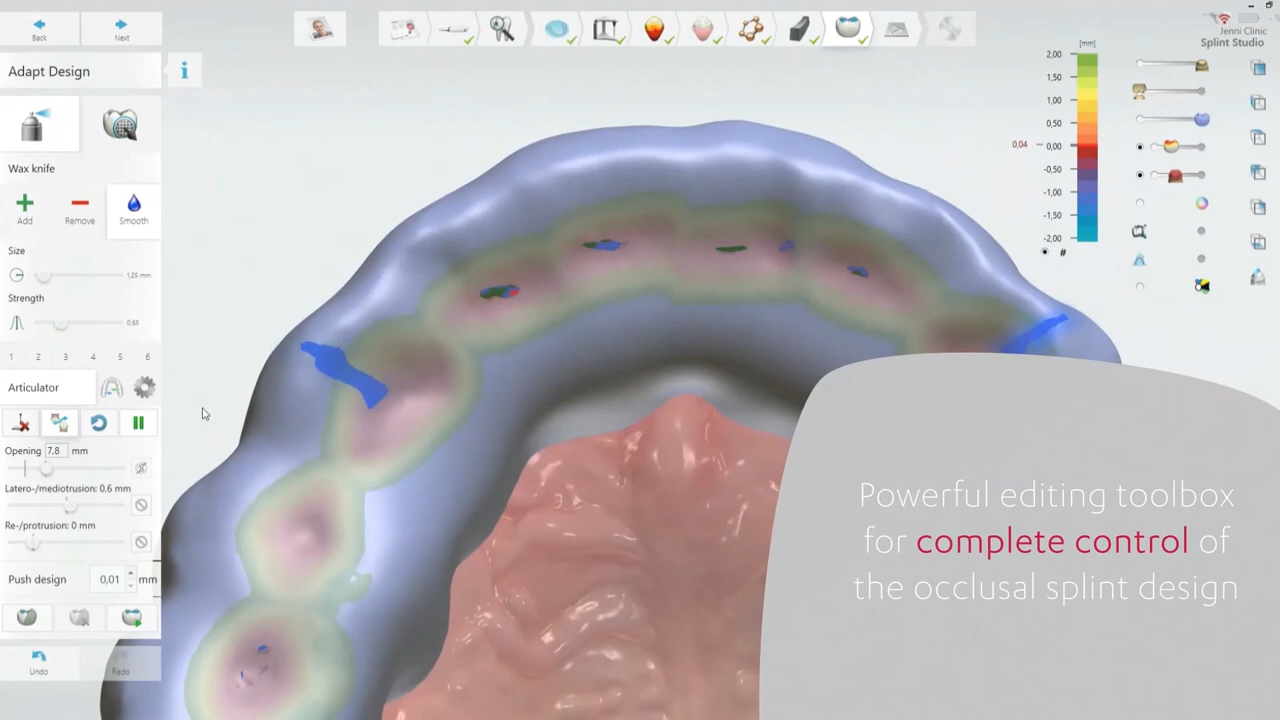 Back
Next
Jenni Clinic
Splint Studio
Adapt Design
i
[mm]
2,00
1,50
1,00
0,50
0,04
0,00
-0,50
-1,00
-1,50
-2,00
#
Wax knife
Add
Remove
Smooth
Size
1,25 mm
Strength
0.65
1 2 3 4 5 6
Articulator
Opening 7.8 mm
Latero-/mediotrusion: 0,6 mm
Re-/protrusion: 0 mm
Push design 0,01 mm
Undo
Redo
Powerful editing toolbox
for complete control of
the occlusal splint design